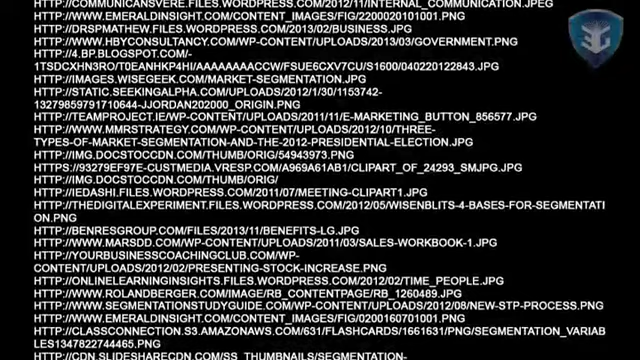 HTTP://COMMUNICANSVERE.FILES.WORDPRESS.COM/2012/11/INTERNAL_COMMUNICATION.JPEG
HTTP://WWW.EMERALDINSIGHT.COM/CONTENT_IMAGES/FIG/2200020101001.PNG
HTTP://DRSPMATHEW.FILES.WORDPRESS.COM/2013/02/BUSINESS.JPG
HTTP://WWW.HBYCONSULTANCY.COM/WP-CONTENT/UPLOADS/2013/03/GOVERNMENT.PNG
HTTP://4.BP.BLOGSPOT.COM/-
1TSDCXHN3RO/T0EANHKP4HI/AAAAAAAACCW/FSUE6CXV7CU/S1600/040220122843.JPG
HTTP://IMAGES.WISEGEEK.COM/MARKET-SEGMENTATION.JPG
HTTP://STATIC.SEEKINGALPHA.COM/UPLOADS/2012/1/30/1153742-
13279859791710644-JJORDAN202000_ORIGIN.PNG
HTTP://TEAMPROJECT.IE/WP-CONTENT/UPLOADS/2011/11/E-MARKETING_BUTTON_856577.JPG
HTTP://WWW.MMRSTRATEGY.COM/WP-CONTENT/UPLOADS/2012/10/THREE-
TYPES-OF-MARKET-SEGMENTATION-AND-THE-2012-PRESIDENTIAL-ELECTION.JPG
HTTP://IMG.DOCSTOCCDN.COM/THUMB/ORIG/54943973.PNG
HTTPS://93279EF97E-CUSTMEDIA.VRESP.COM/A969A61AB1/CLIPART_OF_24293_SMJPG.JPG
HTTP://IMG.DOCSTOCCDN.COM/THUMB/ORIG/
HTTP://IEDASHI.FILES.WORDPRESS.COM/2011/07/MEETING-CLIPART1.JPG
HTTP://THEDIGITALEXPERIMENT.FILES.WORDPRESS.COM/2012/05/WISENBLITS-4-BASES-FOR-SEGMENTATI
ON.PNG
HTTP://BENRESGROUP.COM/FILES/2013/11/BENEFITS-LG.JPG
HTTP://WWW.MARSDD.COM/WP-CONTENT/UPLOADS/2011/03/SALES-WORKBOOK-1.JPG
HTTP://YOURBUSINESSCOACHINGCLUB.COM/WP-
CONTENT/UPLOADS/2012/02/PRESENTING-STOCK-INCREASE.PNG
HTTP://ONLINELEARNINGINSIGHTS.FILES.WORDPRESS.COM/2012/02/TIME_PEOPLE.JPG
HTTP://WWW.ROLANDBERGER.COM/IMAGE/RB_CONTENTPAGE/RB_1260489.JPG
HTTP://WWW.SEGMENTATIONSTUDYGUIDE.COM/WP-CONTENT/UPLOADS/2012/08/NEW-STP-PROCESS.PNG
HTTP://WWW.EMERALDINSIGHT.COM/CONTENT_IMAGES/FIG/0200160701001.PNG
HTTP://CLASSCONNECTION.S3.AMAZONAWS.COM/631/FLASHCARDS/1661631/PNG/SEGMENTATION_VARIAB
LES1347822744465.PNG
HTTP://CDN.SLIDESHARECDN.COM/SS_THUMBNAILS/SEGMENTATION-